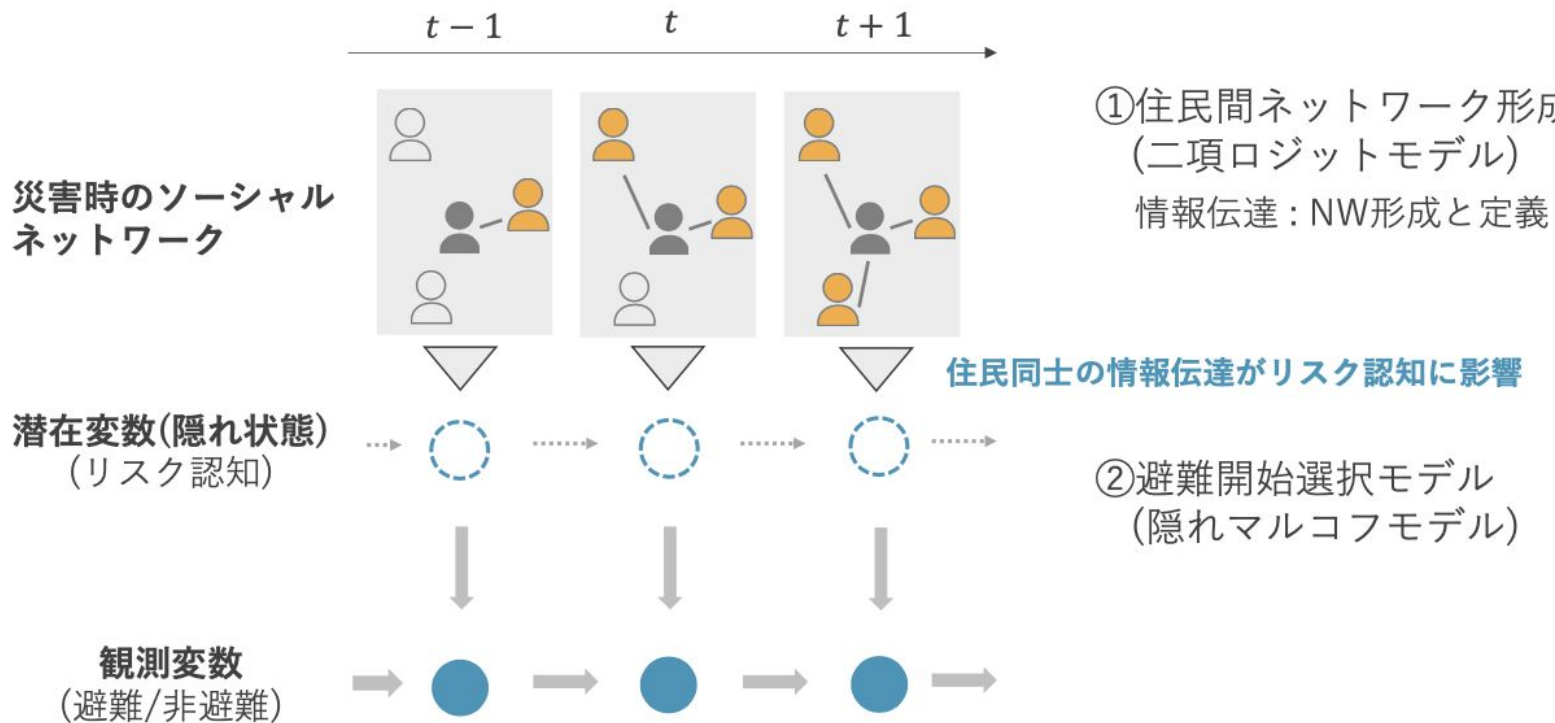 t − 1
t
t + 1
災害時のソーシャル
ネットワーク
①住民間ネットワーク形成
(二項ロジットモデル)
情報伝達 : NW形成と定義
住民同士の情報伝達がリスク認知に影響
潜在変数(隠れ状態)
(リスク認知)
②避難開始選択モデル
(隠れマルコフモデル)
観測変数
(避難/非避難)